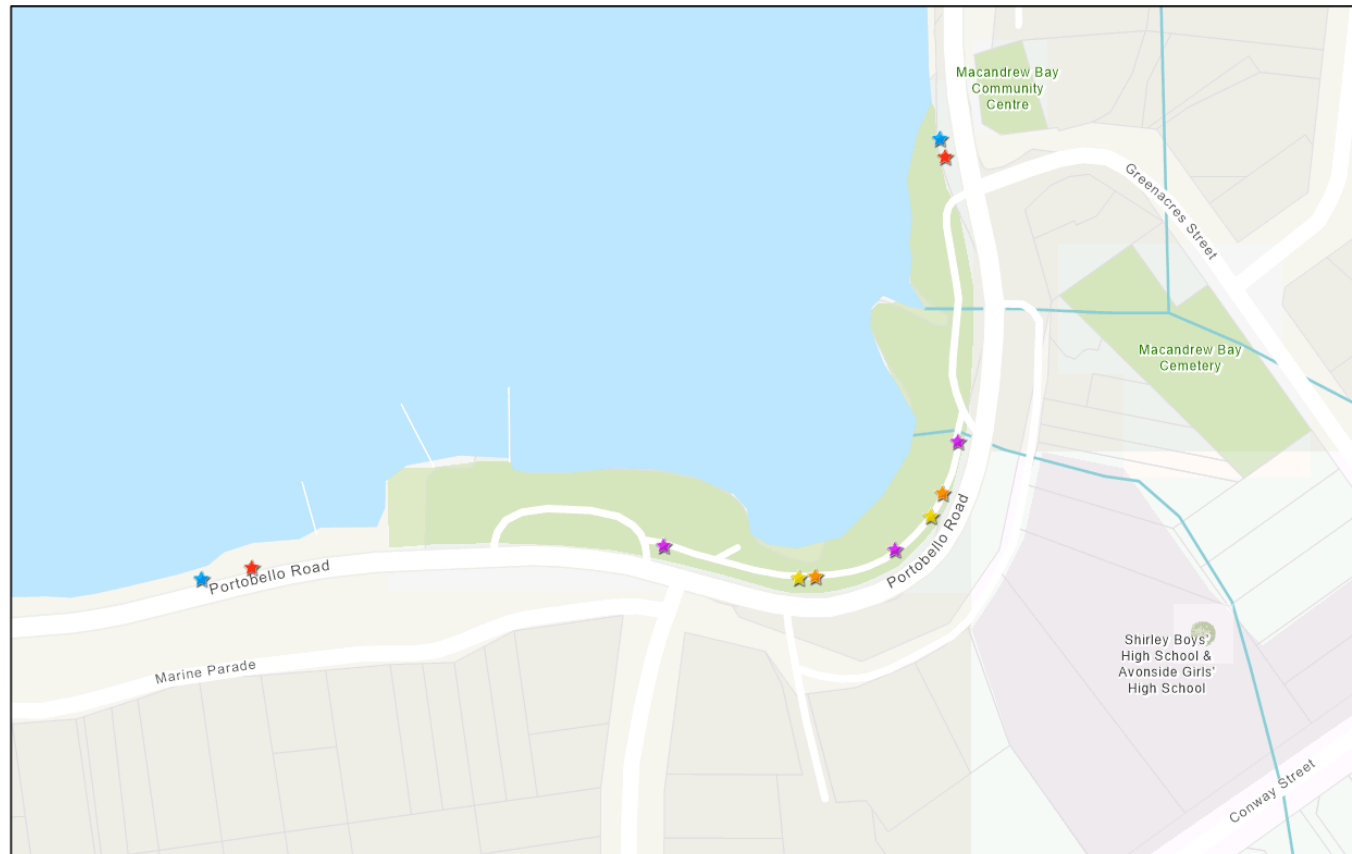 Macandrew Bay
Community
Centre
Greenacres Street
Macandrew Bay
Cemetery
Portobello Road
Portobello Road
Marine Parade
Shirley Boys'
High School &
Avonside Girls'
High School
Conway Street